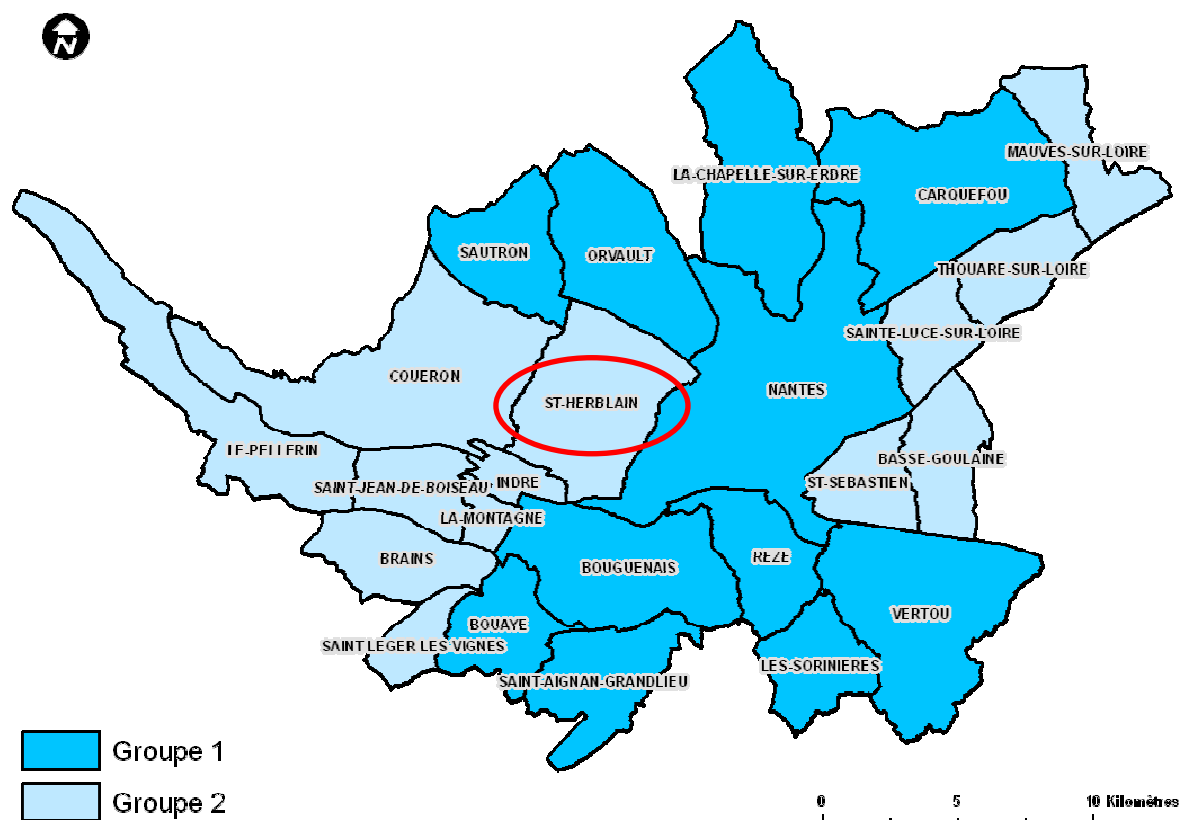 N
MAUVES-SUR-LOIRE
LA-CHAPELLE-SUR-ERDRE
CARQUEFOU
SAUTRON
ORVAULT
THOUARE-SUR-LOIRE
SAINTE-LUCE-SUR-LOIRE
COUERON
NANTES
ST-HERBLAIN
LE-PELLERIN
BASSE-GOULAINE
SAINT-JEAN-DE-BOISEAU
INDRE
ST-SEBASTIEN
LA-MONTAGNE
BRAINS
BOUGUENAIS
REZE
VERTOU
BOUAYE
SAINT LEGER LES VIGNES
LES-SORINIERES
SAINT-AIGNAN-GRANDLIEU
Groupe 1
Groupe 2
0 5 10 Kilomètres